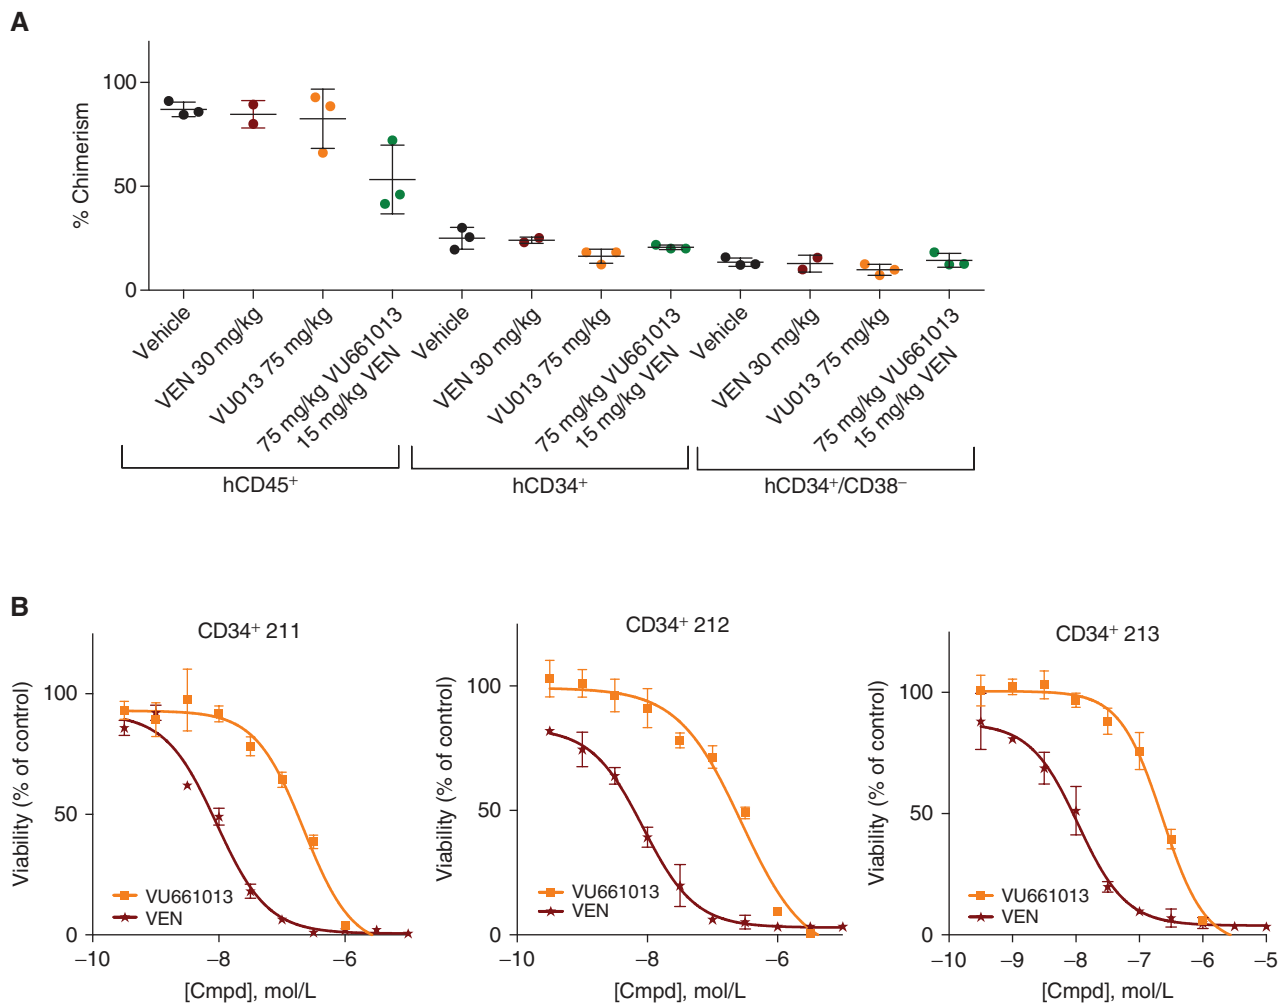 A
% Chimerism
100
50
0
Vehicle
VEN 30 mg/kg
VU013 75 mg/kg
75 mg/kg VU661013
15 mg/kg VEN
Vehicle
VEN 30 mg/kg
VU013 75 mg/kg
75 mg/kg VU661013
15 mg/kg VEN
Vehicle
VEN 30 mg/kg
VU013 75 mg/kg
75 mg/kg VU661013
15 mg/kg VEN
hCD45⁺
hCD34⁺
hCD34⁺/CD38⁻
B
CD34⁺ 211
Viability (% of control)
100
50
0
VU661013
VEN
−10
−8
−6
[Cmpd], mol/L
CD34⁺ 212
Viability (% of control)
100
50
0
VU661013
VEN
−10
−8
−6
[Cmpd], mol/L
CD34⁺ 213
Viability (% of control)
100
50
0
VU661013
VEN
−10
−9
−8
−7
−6
−5
[Cmpd], mol/L